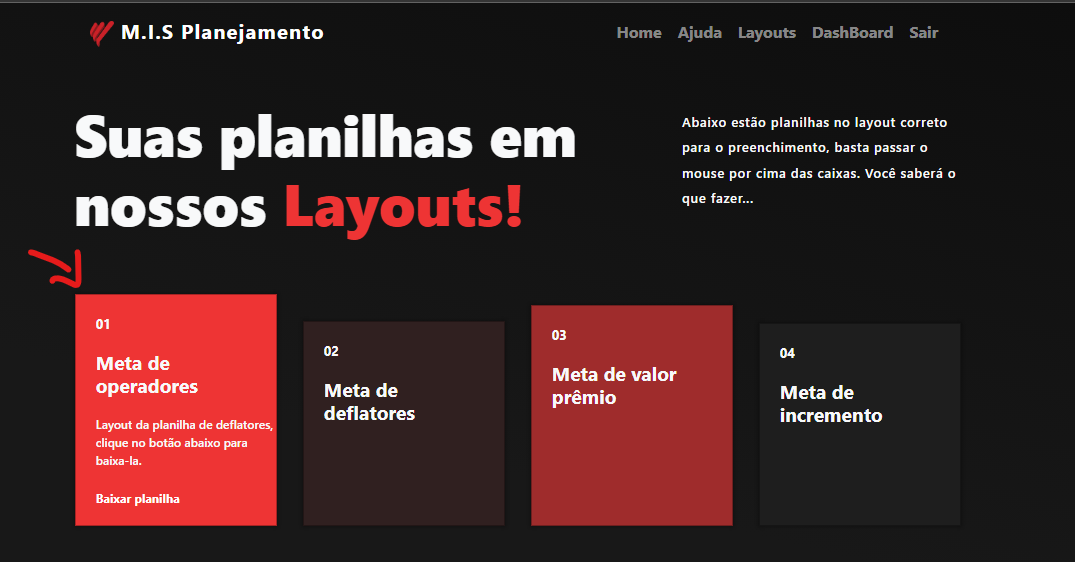 M.I.S Planejamento
Home Ajuda Layouts DashBoard Sair
Suas planilhas em
nossos Layouts!
Abaixo estão planilhas no layout correto
para o preenchimento, basta passar o
mouse por cima das caixas. Você saberá o
que fazer...
01
Meta de
operadores
Layout da planilha de deflatores,
clique no botão abaixo para
baixa-la.
Baixar planilha
02
Meta de
deflatores
03
Meta de valor
prêmio
04
Meta de
incremento